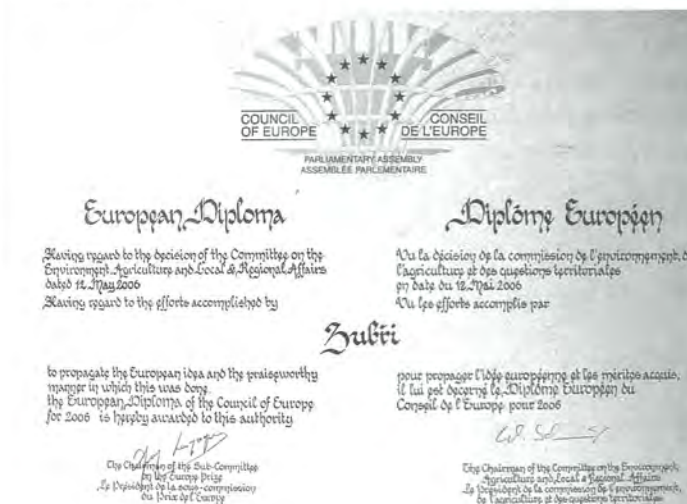 COUNCIL
OF EUROPE
CONSEIL
DE L'EUROPE
PARLIAMENTARY ASSEMBLY
ASSEMBLÉE PARLEMENTAIRE
European Diploma
Having regard to the decision of the Committee on the
Environment, Agriculture and Local & Regional Affairs
dated 12 May 2006
Having regard to the efforts accomplished by
Diplôme Européen
Vu la décision de la commission de l'environnement, d
l'agriculture et des questions territoriales
en date du 12 Mai 2006
Vu les efforts accomplis par
Zubří
to propagate the European idea and the praiseworthy
manner in which this was done
the European Diploma of the Council of Europe
for 2006 is hereby awarded to this authority
pour propager l'idée européenne et les mérites acquis,
il lui est decerné le Diplôme Européen du
Conseil de l'Europe pour 2006
The Chairman of the Sub-Committee
on the Europe Prize
Le Président de la sous-commission
du Prix de l'Europe
The Chairman of the Committee on the Environment,
Agriculture and Local & Regional Affairs
Le Président de la commission de l'environnement,
de l'agriculture et des questions territoriales